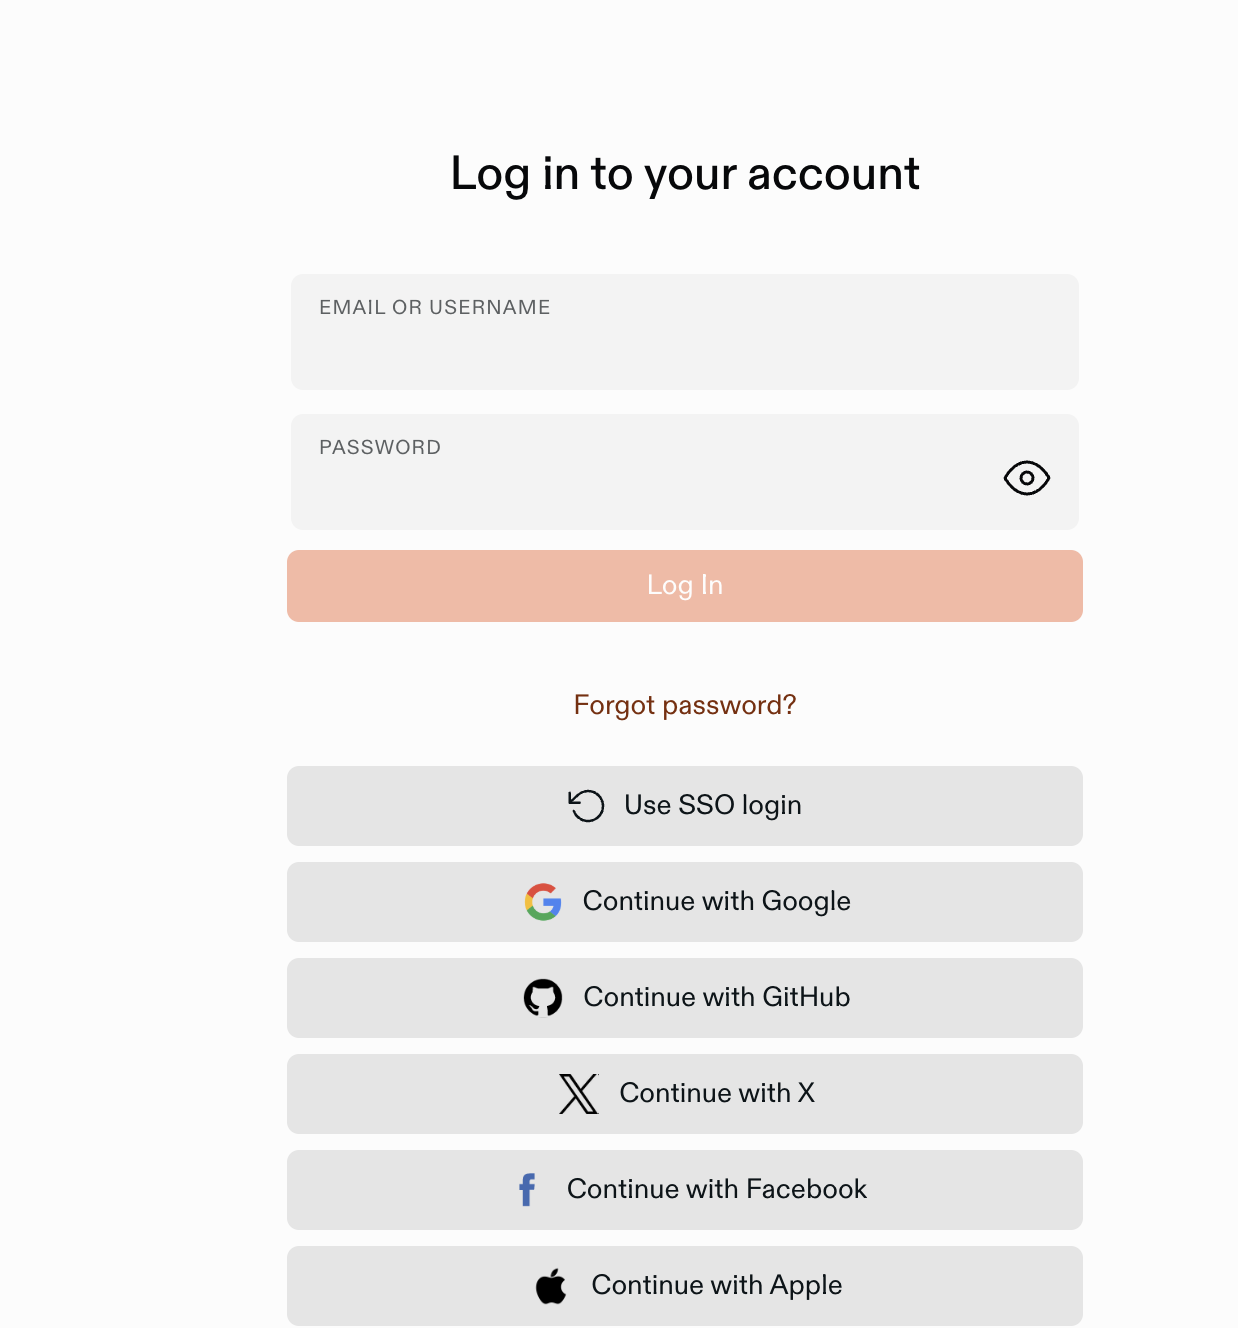 Log in to your account
EMAIL OR USERNAME
PASSWORD
Log In
Forgot password?
Use SSO login
Continue with Google
Continue with GitHub
Continue with X
Continue with Facebook
Continue with Apple